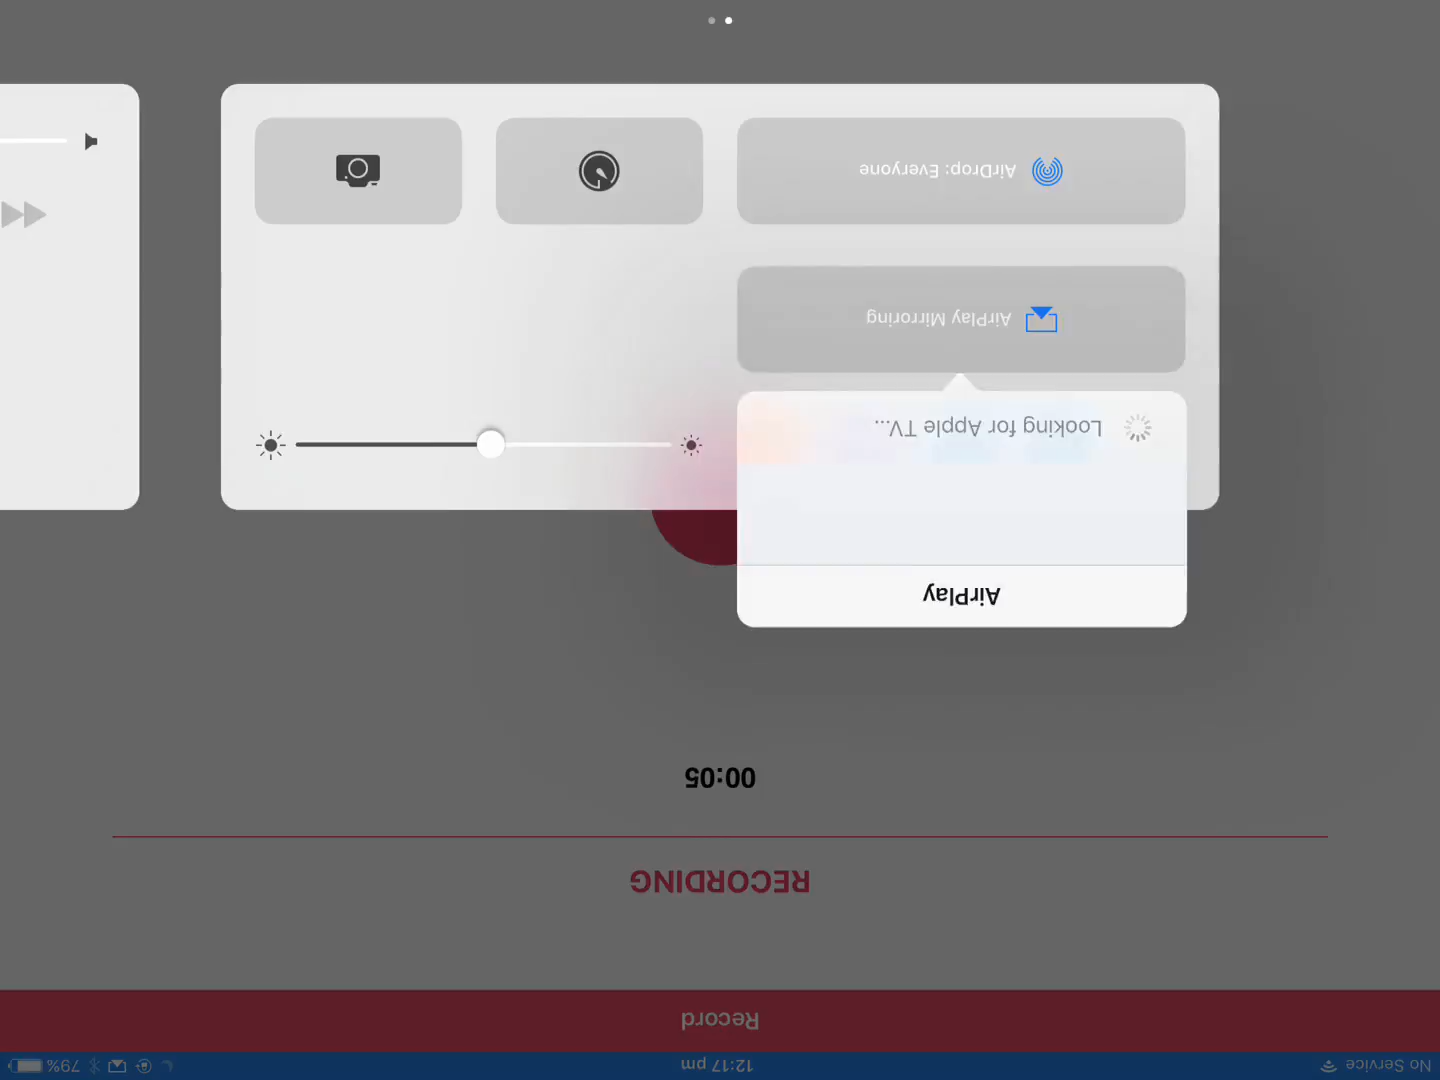 No Service
12:17 pm
79%
Record
RECORDING
00:05
AirPlay
Looking for Apple TV...
AirPlay Mirroring
AirDrop: Everyone